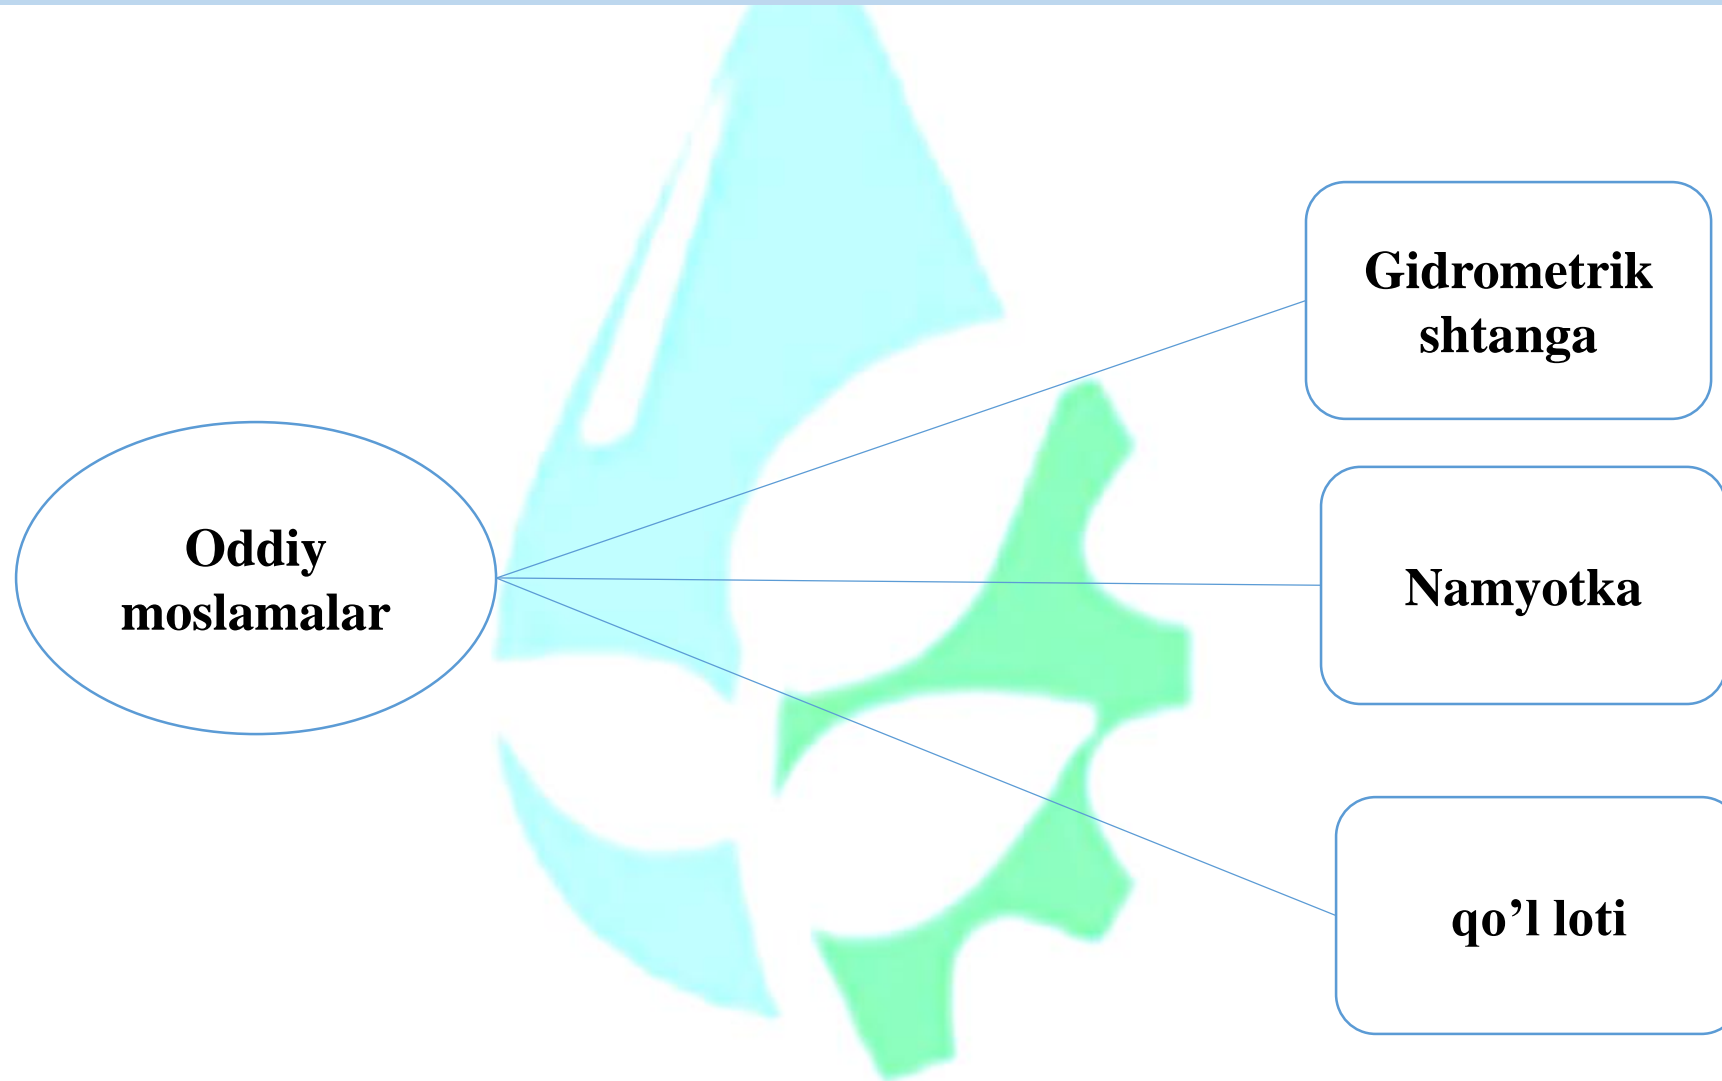 Gidrometrik
shtanga
Oddiy
moslamalar
Namyotka
qo’l loti